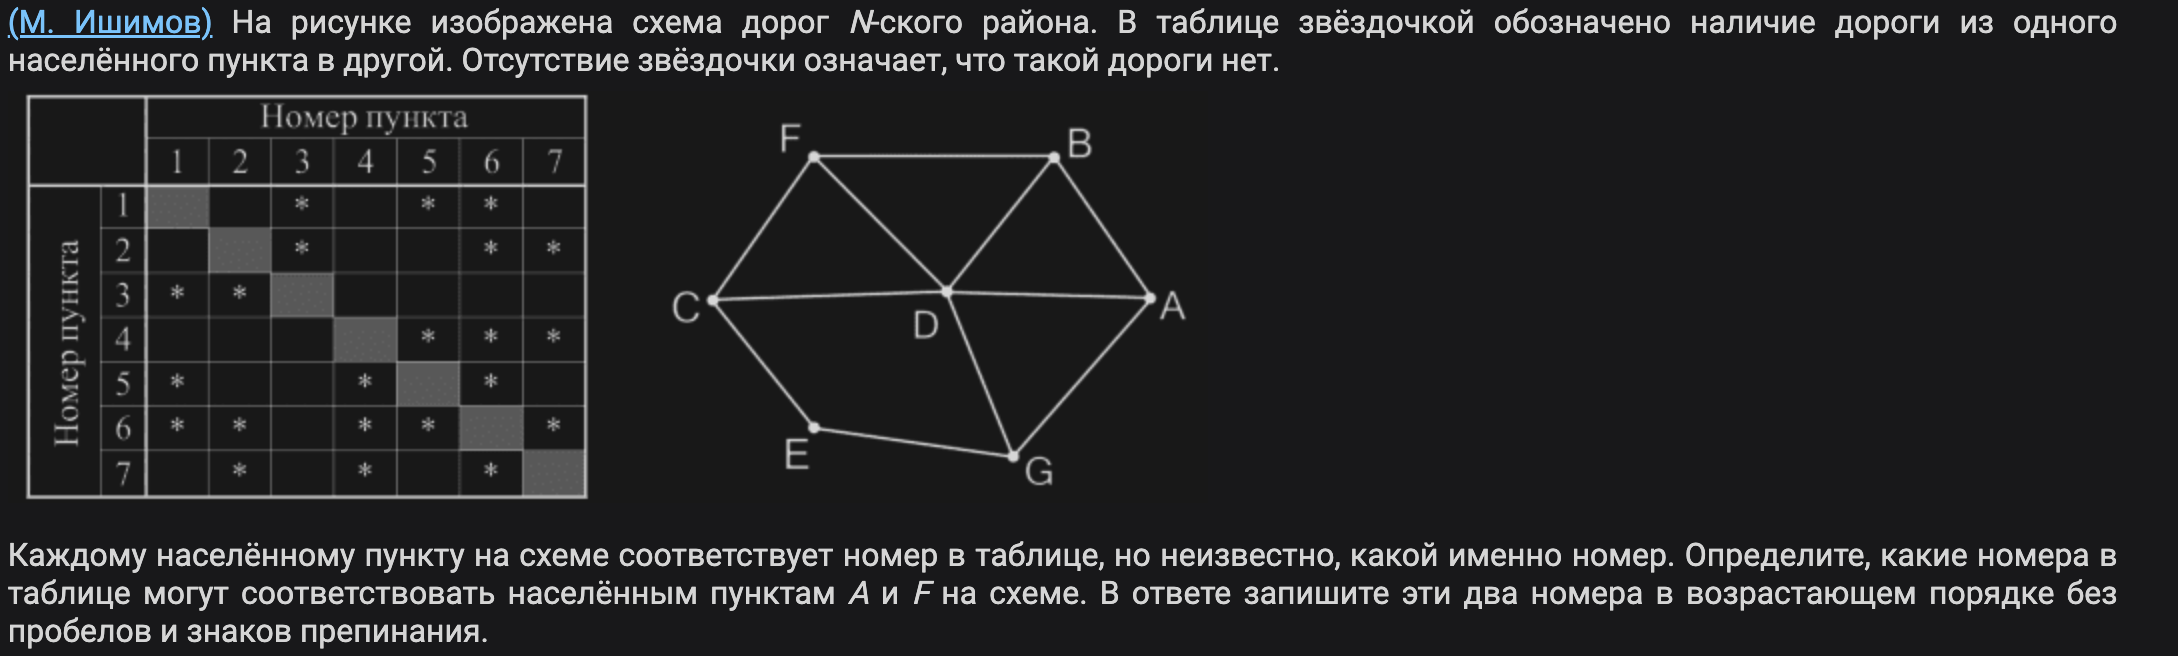 (М. Ишимов) На рисунке изображена схема дорог N-ского района. В таблице звёздочкой обозначено наличие дороги из одного
населённого пункта в другой. Отсутствие звёздочки означает, что такой дороги нет.
Номер пункта
1 2 3 4 5 6 7
Номер пункта
1 * * *
2 * * *
3 * *
4 * * *
5 * * *
6 * * * * *
7 * * *
F
B
C
D
A
E
G
Каждому населённому пункту на схеме соответствует номер в таблице, но неизвестно, какой именно номер. Определите, какие номера в
таблице могут соответствовать населённым пунктам A и F на схеме. В ответе запишите эти два номера в возрастающем порядке без
пробелов и знаков препинания.